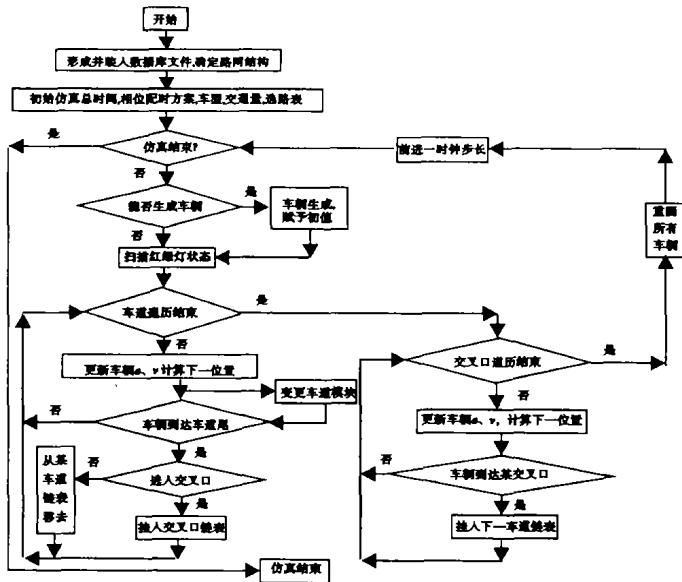 开始
形成并装入数据库文件,确定路网结构
初始仿真总时间,相位配时方案,车型,交通量,选路表
是
仿真结束?
前进一时钟步长
否
能否生成车辆
是
车辆生成,
赋予初值
重画
所有
车辆
否
扫描红绿灯状态
车道遍历结束
是
否
更新车辆a、v计算下一位置
交叉口遍历结束
是
变更车道模块
否
否
车辆到达车道尾
更新车辆a、v,计算下一位置
是
从某
车道
链表
移去
否
进入交叉口
否
车辆到达某交叉口
是
是
挂入交叉口链表
挂入下一车道链表
仿真结束